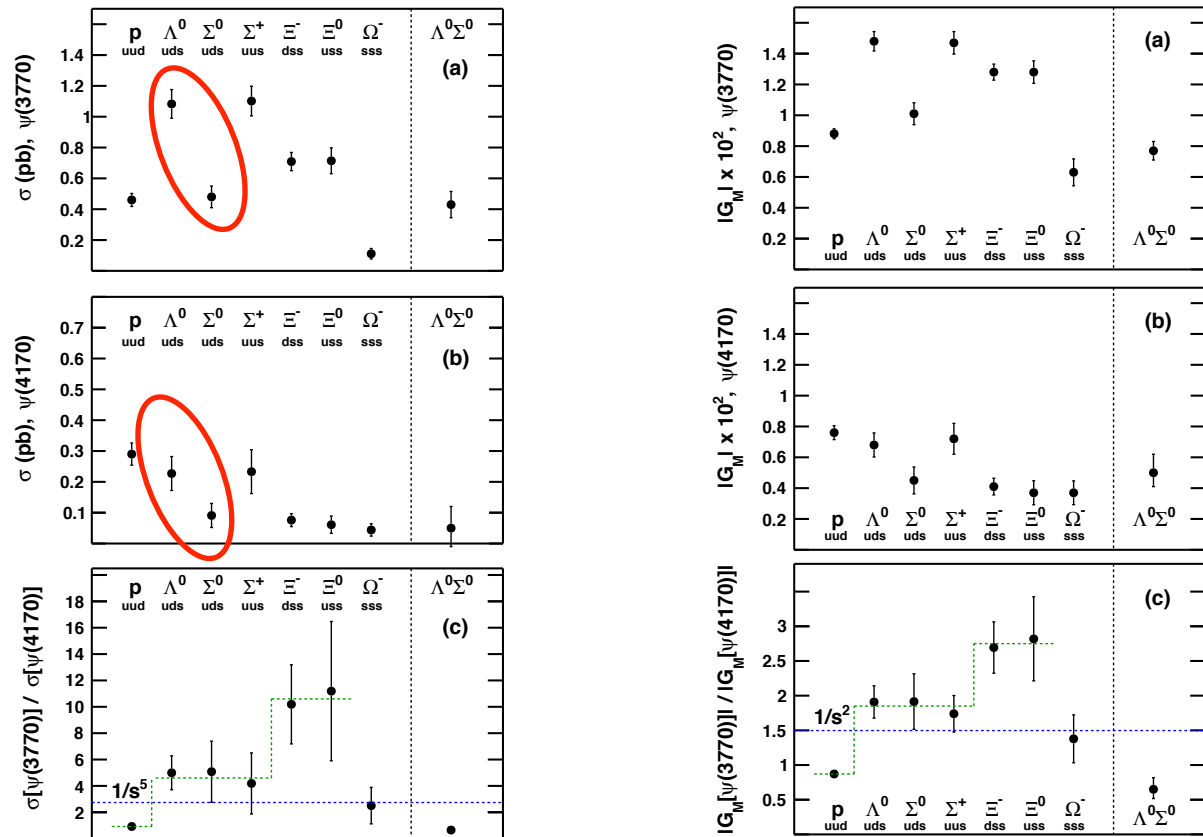 p Λ⁰ Σ⁰ Σ⁺ Ξ⁻ Ξ⁰ Ω⁻ Λ⁰Σ⁰
uud uds uds uus dss uss sss
(a)
σ (pb), ψ(3770)
1.4
1.2
1
0.8
0.6
0.4
0.2
p Λ⁰ Σ⁰ Σ⁺ Ξ⁻ Ξ⁰ Ω⁻ Λ⁰Σ⁰
uud uds uds uus dss uss sss
(b)
σ (pb), ψ(4170)
0.7
0.6
0.5
0.4
0.3
0.2
0.1
p Λ⁰ Σ⁰ Σ⁺ Ξ⁻ Ξ⁰ Ω⁻ Λ⁰Σ⁰
uud uds uds uus dss uss sss
(c)
σ[ψ(3770)] / σ[ψ(4170)]
18
16
14
12
10
8
6
4
2
1/s⁵
(a)
|G_M| x 10², ψ(3770)
1.4
1.2
1
0.8
0.6
0.4
0.2
p Λ⁰ Σ⁰ Σ⁺ Ξ⁻ Ξ⁰ Ω⁻ Λ⁰Σ⁰
uud uds uds uus dss uss sss
(b)
|G_M| x 10², ψ(4170)
1.4
1.2
1
0.8
0.6
0.4
0.2
p Λ⁰ Σ⁰ Σ⁺ Ξ⁻ Ξ⁰ Ω⁻ Λ⁰Σ⁰
uud uds uds uus dss uss sss
(c)
|G_M[ψ(3770)]| / |G_M[ψ(4170)]|
3
2.5
2
1.5
1
0.5
1/s²
p Λ⁰ Σ⁰ Σ⁺ Ξ⁻ Ξ⁰ Ω⁻ Λ⁰Σ⁰
uud uds uds uus dss uss sss